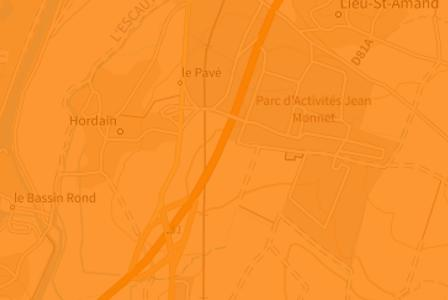 Lieu-St-Amand
L'ESCAUT
D81A
le Pavé
Parc d'Activités Jean
Monnet
Hordain
le Bassin Rond